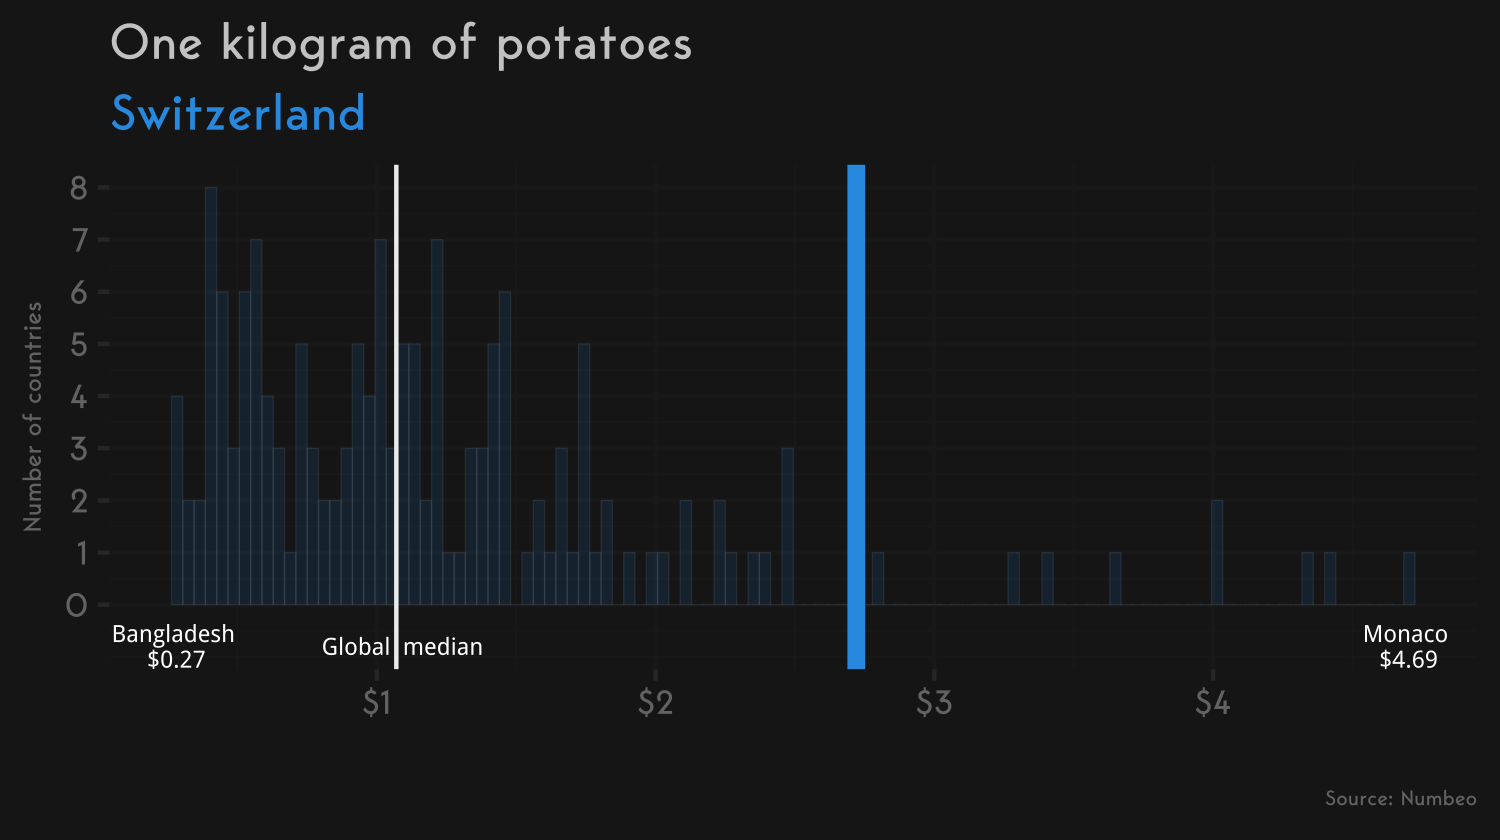 One kilogram of potatoes
Switzerland
Number of countries
8
7
6
5
4
3
2
1
0
Bangladesh
$0.27
Global median
Monaco
$4.69
$1
$2
$3
$4
Source: Numbeo